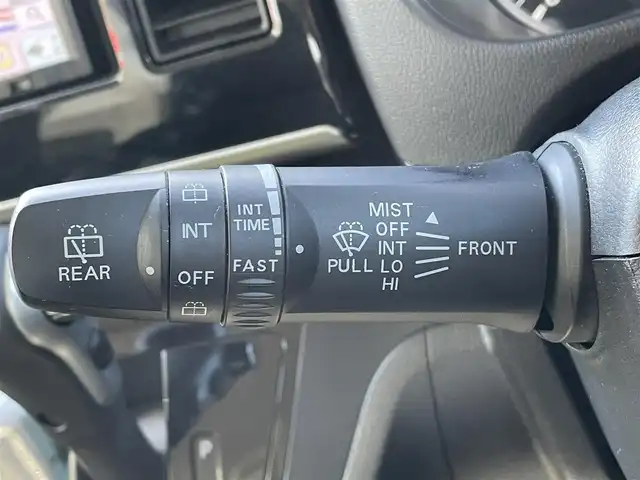 REAR
INT
OFF
INT
TIME
FAST
PULL
MIST
OFF
INT
LO
HI
FRONT